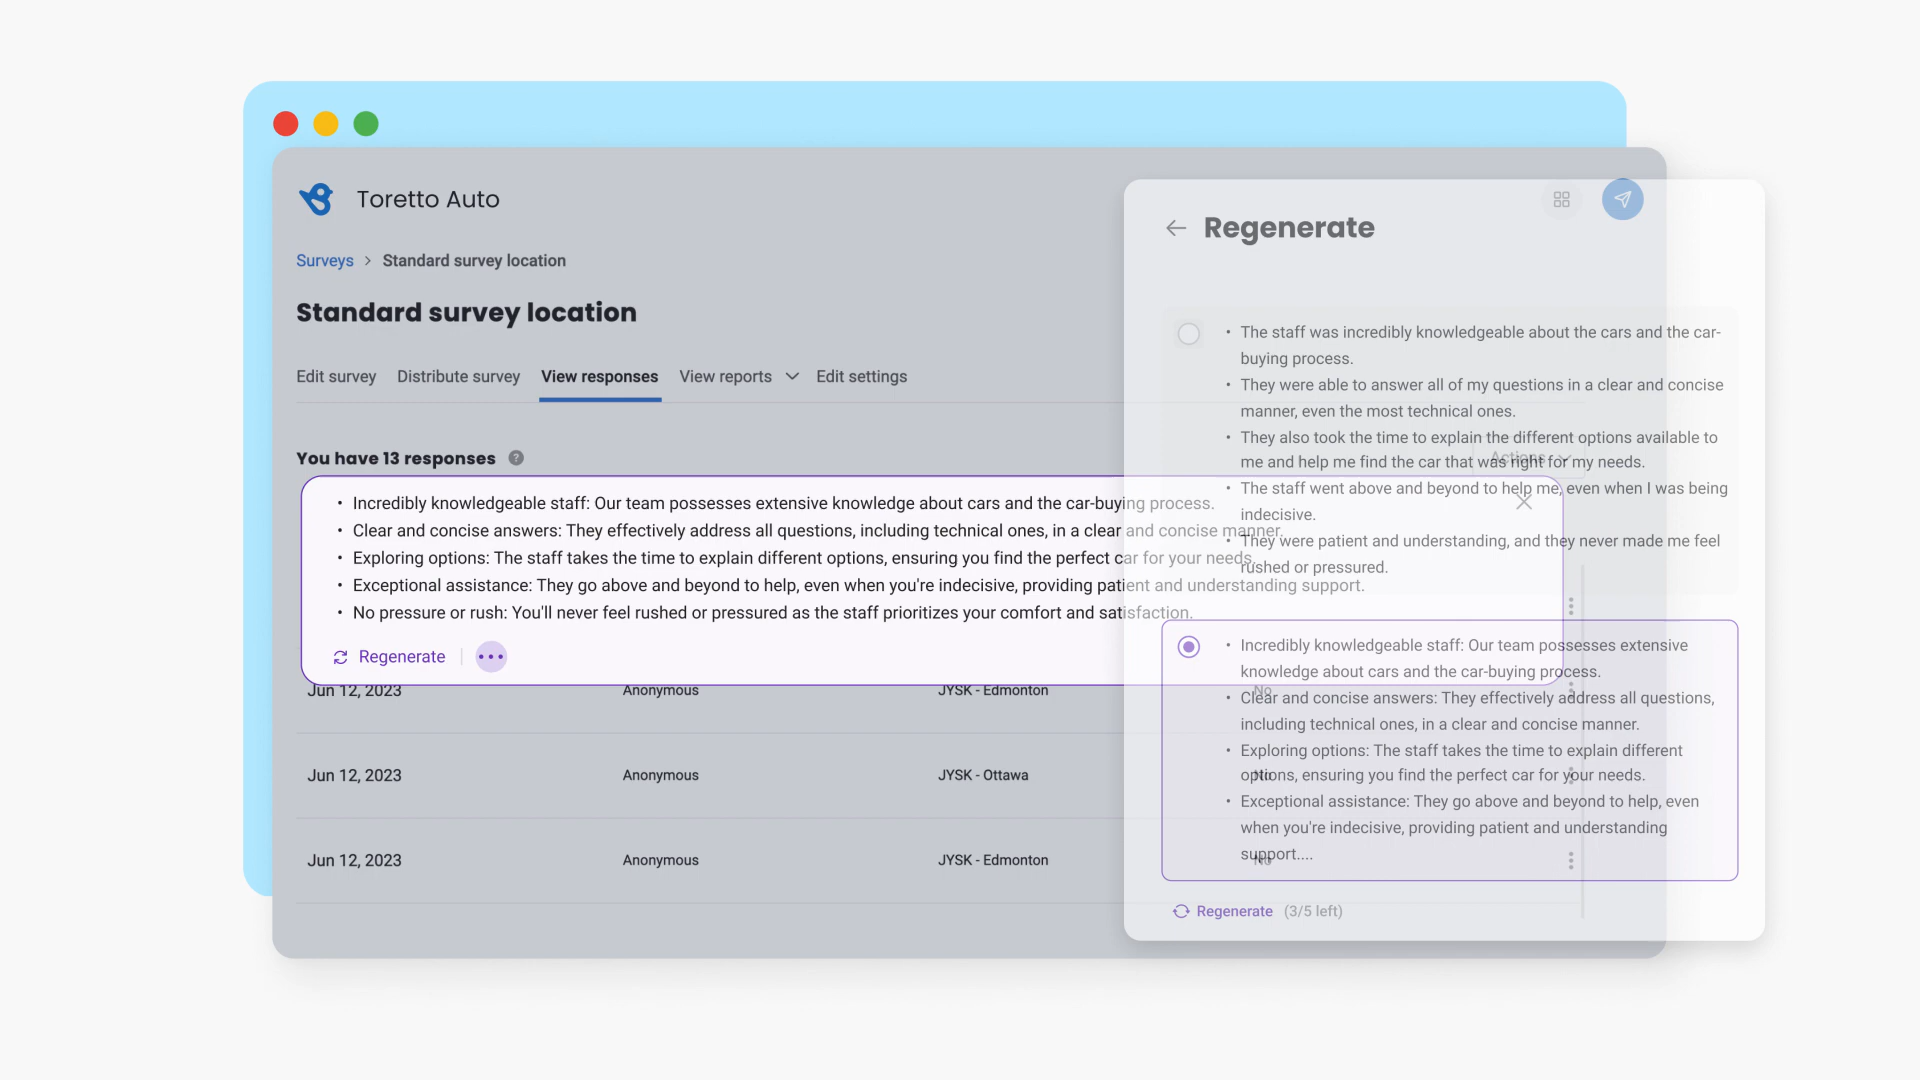 Toretto Auto
Surveys > Standard survey location
Standard survey location
Edit survey Distribute survey View responses View reports Edit settings
You have 13 responses ?
Actions
• Incredibly knowledgeable staff: Our team possesses extensive knowledge about cars and the car-buying process.
• Clear and concise answers: They effectively address all questions, including technical ones, in a clear and concise manner.
• Exploring options: The staff takes the time to explain different options, ensuring you find the perfect car for your needs.
• Exceptional assistance: They go above and beyond to help, even when you're indecisive, providing patient and understanding support.
• No pressure or rush: You'll never feel rushed or pressured as the staff prioritizes your comfort and satisfaction.
Regenerate
Jun 12, 2023 Anonymous JYSK - Edmonton No
Jun 12, 2023 Anonymous JYSK - Ottawa No
Jun 12, 2023 Anonymous JYSK - Edmonton No
Regenerate
• The staff was incredibly knowledgeable about the cars and the car-
buying process.
• They were able to answer all of my questions in a clear and concise
manner, even the most technical ones.
• They also took the time to explain the different options available to
me and help me find the car that was right for my needs.
• The staff went above and beyond to help me, even when I was being
indecisive.
• They were patient and understanding, and they never made me feel
rushed or pressured.
• Incredibly knowledgeable staff: Our team possesses extensive
knowledge about cars and the car-buying process.
• Clear and concise answers: They effectively address all questions,
including technical ones, in a clear and concise manner.
• Exploring options: The staff takes the time to explain different
options, ensuring you find the perfect car for your needs.
• Exceptional assistance: They go above and beyond to help, even
when you're indecisive, providing patient and understanding
support....
Regenerate (3/5 left)